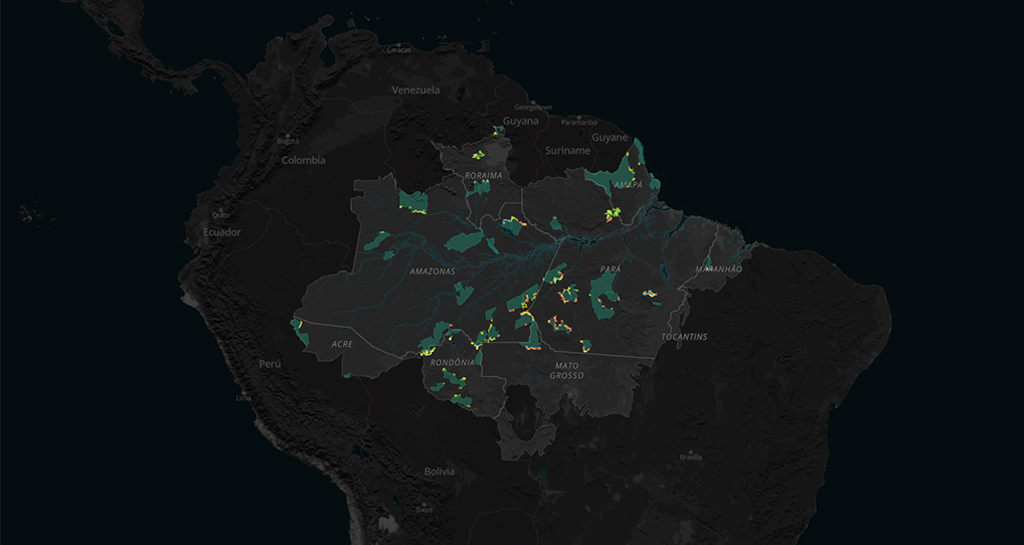 Caracas
Venezuela
Georgetown
Guyana
Paramaribo
Guyane
Suriname
Bogotá
Colombia
RORAIMA
AMAPÁ
Quito
Ecuador
AMAZONAS
PARÁ
MARANHÃO
ACRE
TOCANTINS
Perú
RONDÔNIA
MATO
GROSSO
Lima
Brasília
Bolivia
Sucre